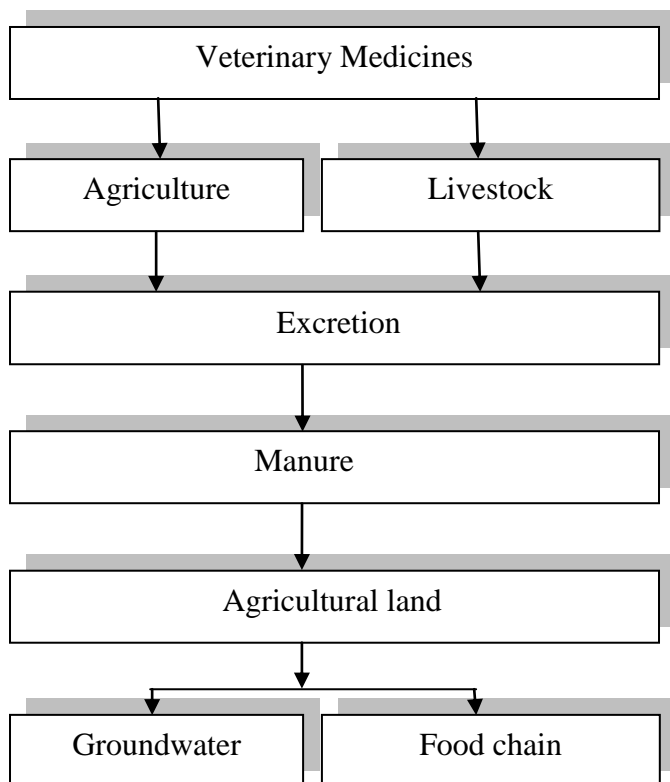 Veterinary Medicines
Agriculture
Livestock
Excretion
Manure
Agricultural land
Groundwater
Food chain